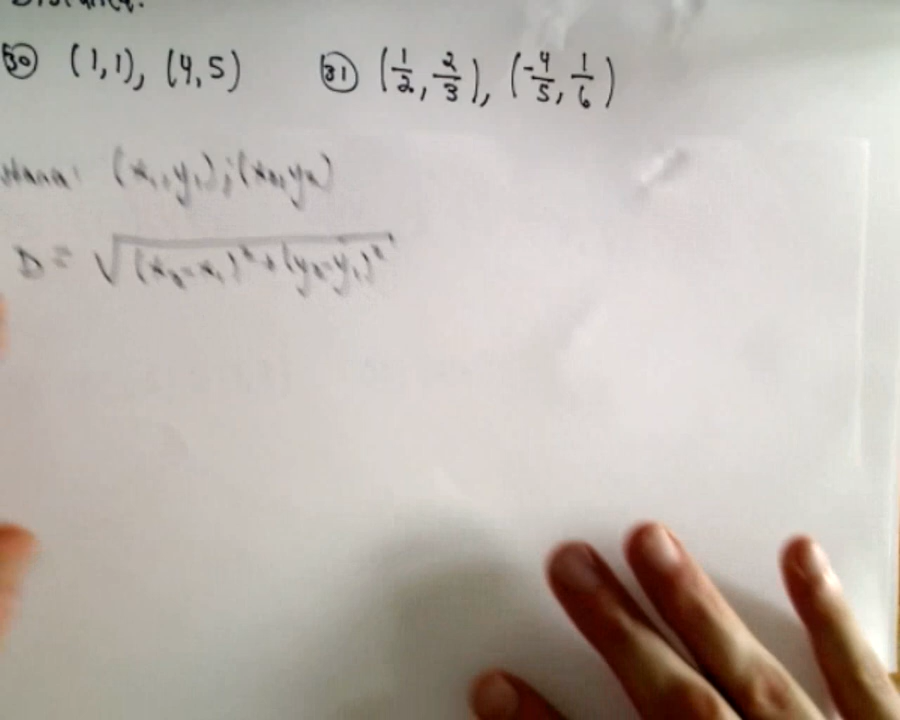 Distance:
30 (1,1), (4,5) 31 (1/2, 2/3), (-4/5, 1/6)
(x₁,y₁);(x₂,y₂)
D = √(x₂-x₁)²+(y₂-y₁)²